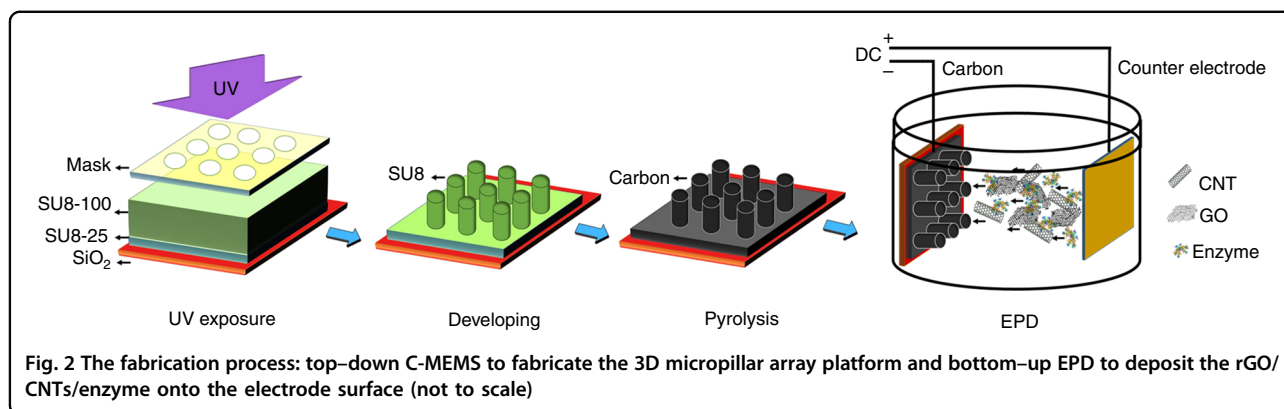 UV
Mask
SU8-100
SU8-25
SiO₂
UV exposure
SU8
Developing
Carbon
Pyrolysis
DC
+
−
Carbon
Counter electrode
CNT
GO
Enzyme
EPD
Fig. 2 The fabrication process: top–down C-MEMS to fabricate the 3D micropillar array platform and bottom–up EPD to deposit the rGO/
CNTs/enzyme onto the electrode surface (not to scale)